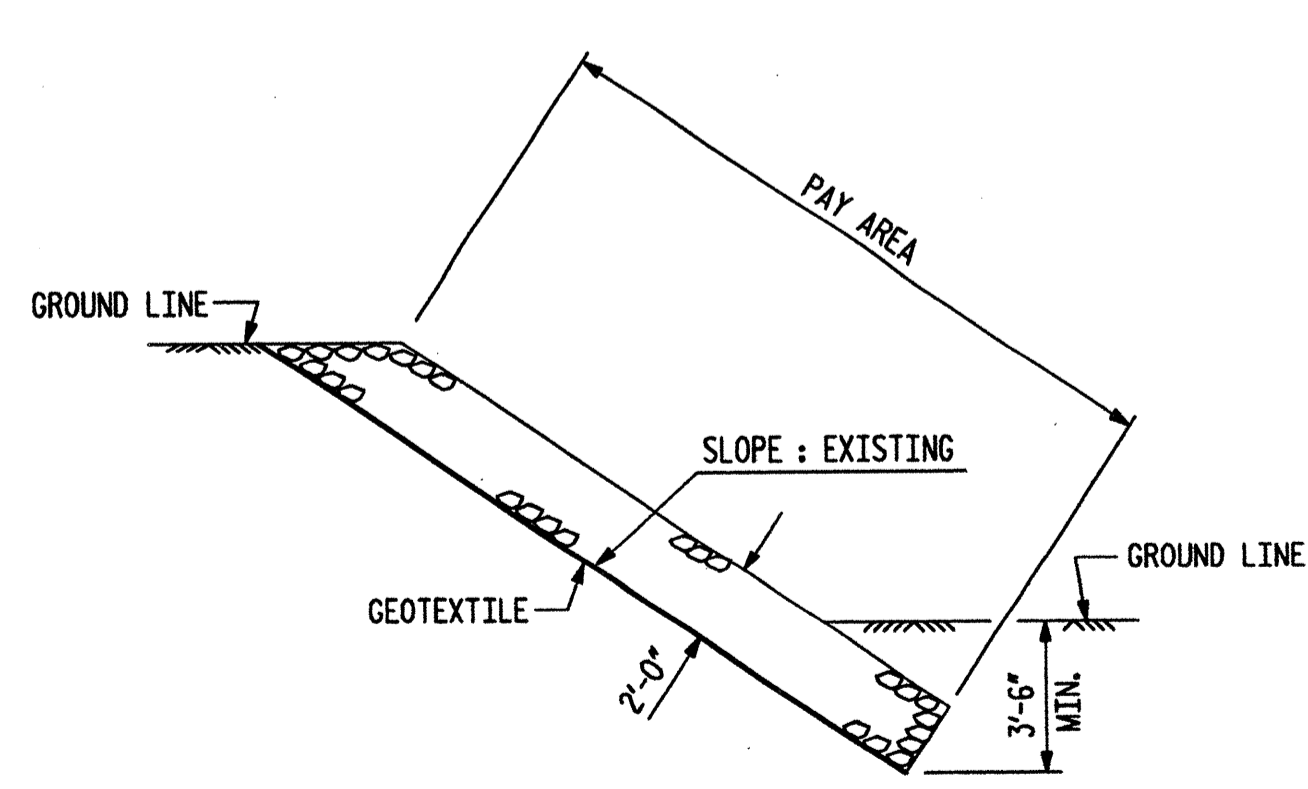 PAY AREA
GROUND LINE
SLOPE : EXISTING
GROUND LINE
GEOTEXTILE
2'-0"
3'-6"
MIN.